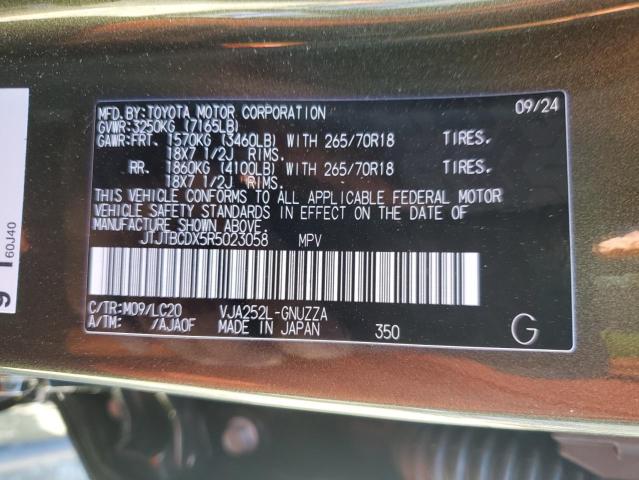 MFD.BY:TOYOTA MOTOR CORPORATION 09/24
GVWR:3250KG (7165LB)
GAWR:FRT. 1570KG (3460LB) WITH 265/70R18 TIRES.
18X7 1/2J RIMS.
RR. 1860KG (4100LB) WITH 265/70R18 TIRES.
18X7 1/2J RIMS.
THIS VEHICLE CONFORMS TO ALL APPLICABLE FEDERAL MOTOR
VEHICLE SAFETY STANDARDS IN EFFECT ON THE DATE OF
MANUFACTURE SHOWN ABOVE.
JTJTBCDX5R5023058 MPV
C/TR:M09/LC20 VJA252L-GNUZZA
A/TM: /AJA0F MADE IN JAPAN 350 G
60J40